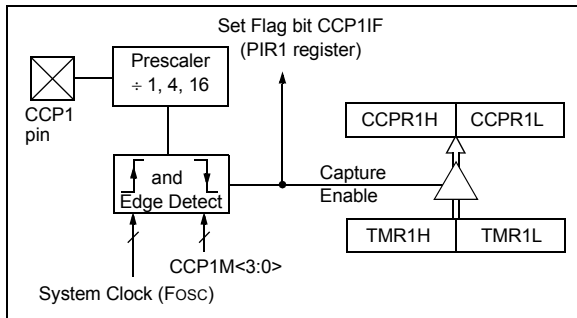 Set Flag bit CCP1IF
(PIR1 register)
Prescaler
÷ 1, 4, 16
CCP1
pin
CCPR1H
CCPR1L
and
Edge Detect
Capture
Enable
TMR1H
TMR1L
CCP1M<3:0>
System Clock (FOSC)